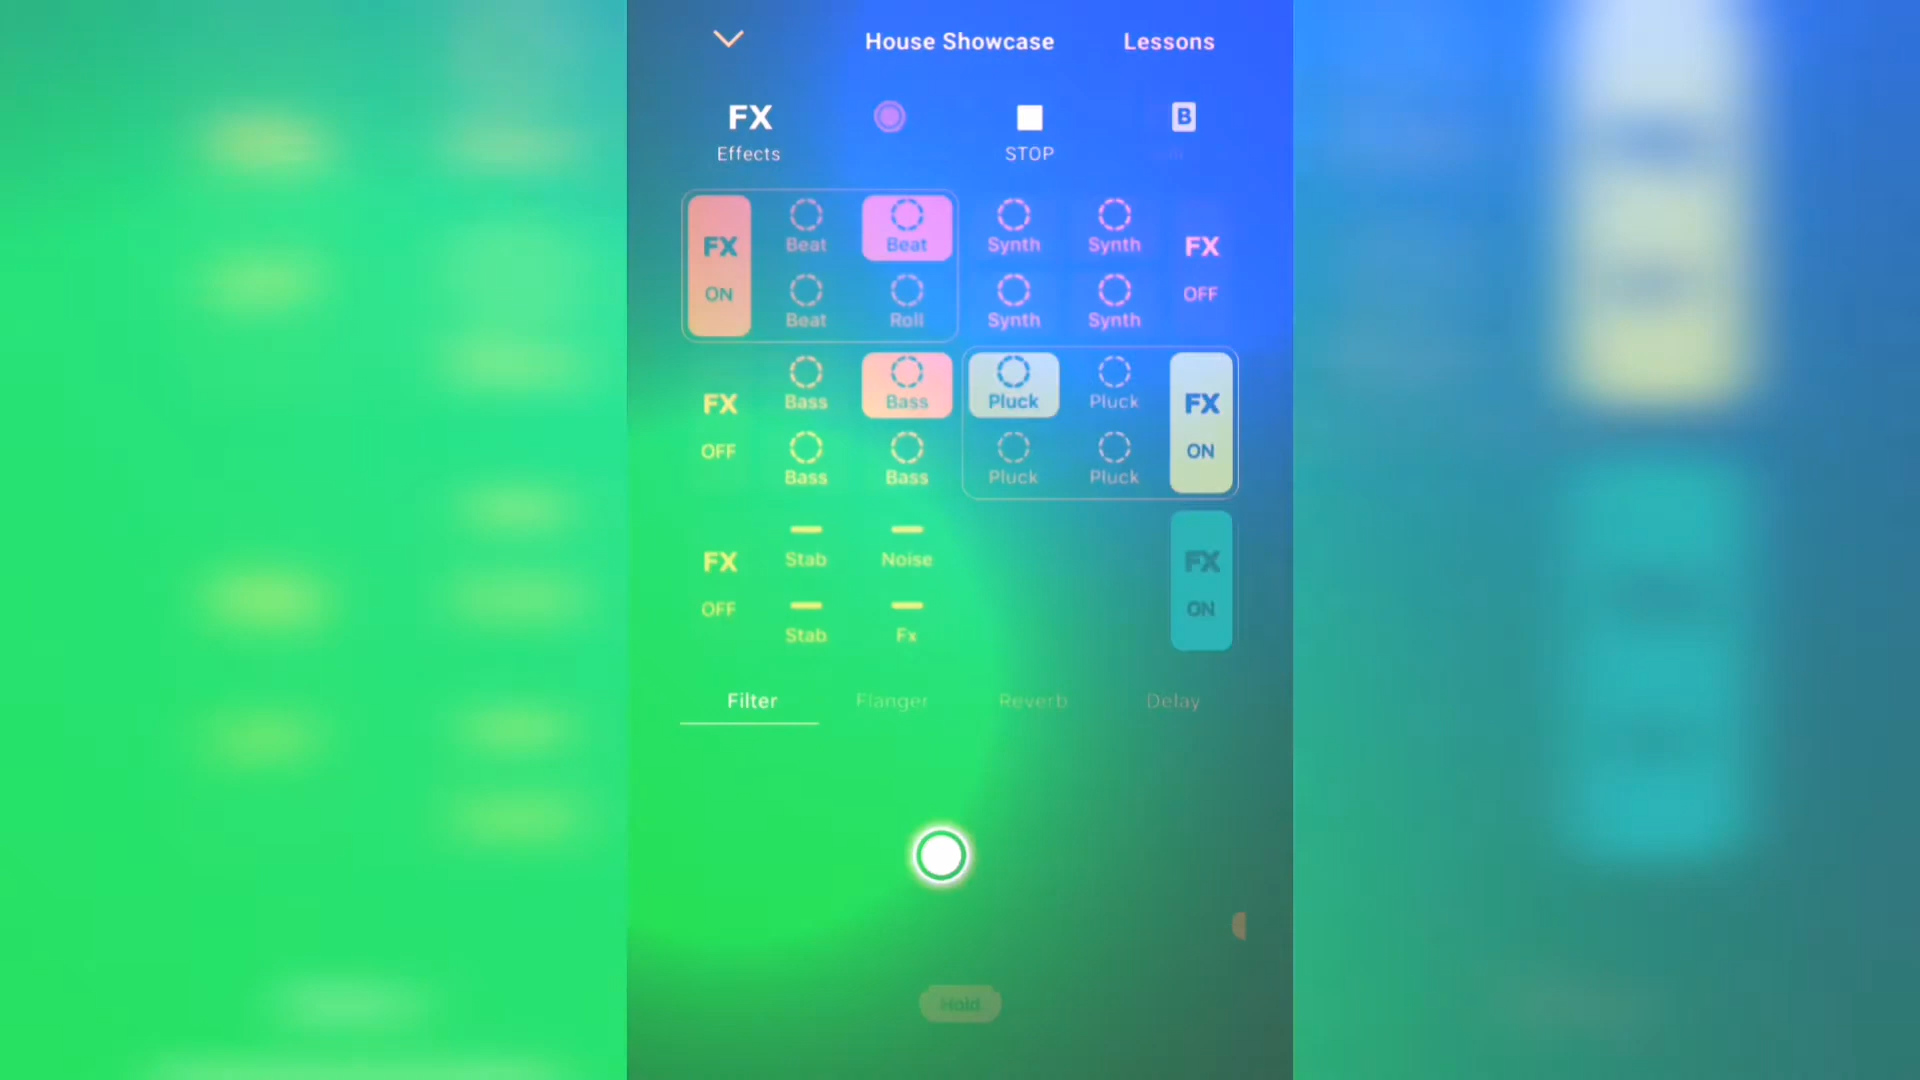 House Showcase Lessons
FX STOP B
Effects
FX Beat Beat Synth Synth FX
ON Beat Roll Synth Synth OFF
FX Bass Bass Pluck Pluck FX
OFF Bass Bass Pluck Pluck ON
FX Stab Noise FX
OFF Stab Fx ON
Filter Flanger Reverb Delay
Hold